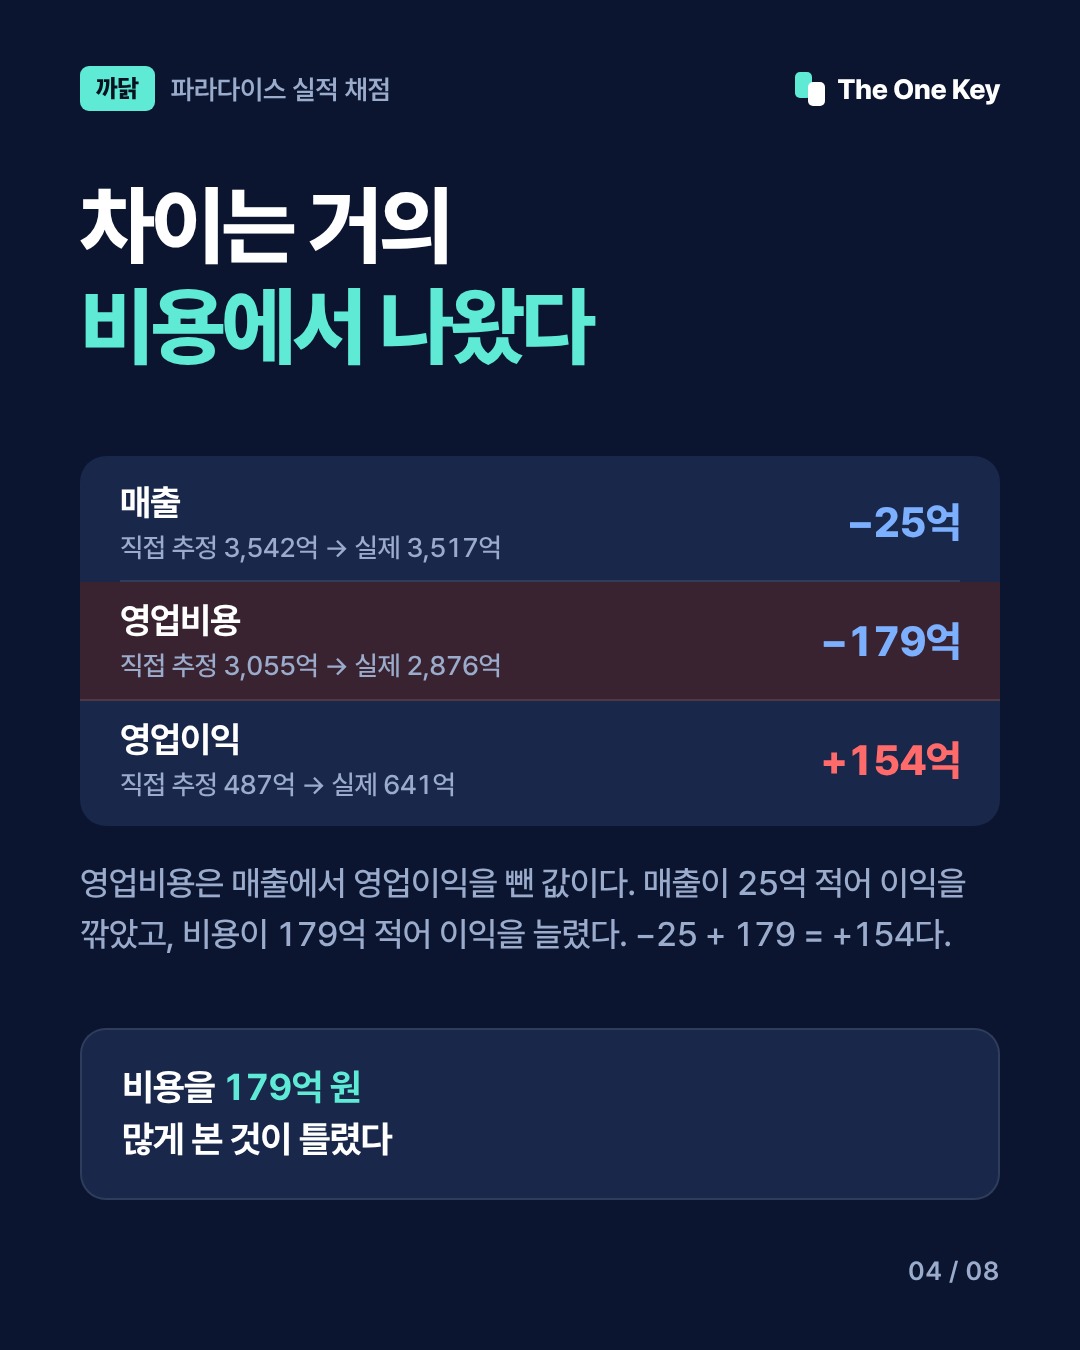 까닭 파라다이스 실적 채점
The One Key
차이는 거의
비용에서 나왔다
매출
직접 추정 3,542억 → 실제 3,517억
−25억
영업비용
직접 추정 3,055억 → 실제 2,876억
−179억
영업이익
직접 추정 487억 → 실제 641억
+154억
영업비용은 매출에서 영업이익을 뺀 값이다. 매출이 25억 적어 이익을
깎았고, 비용이 179억 적어 이익을 늘렸다. −25 + 179 = +154다.
비용을 179억 원
많게 본 것이 틀렸다
04 / 08